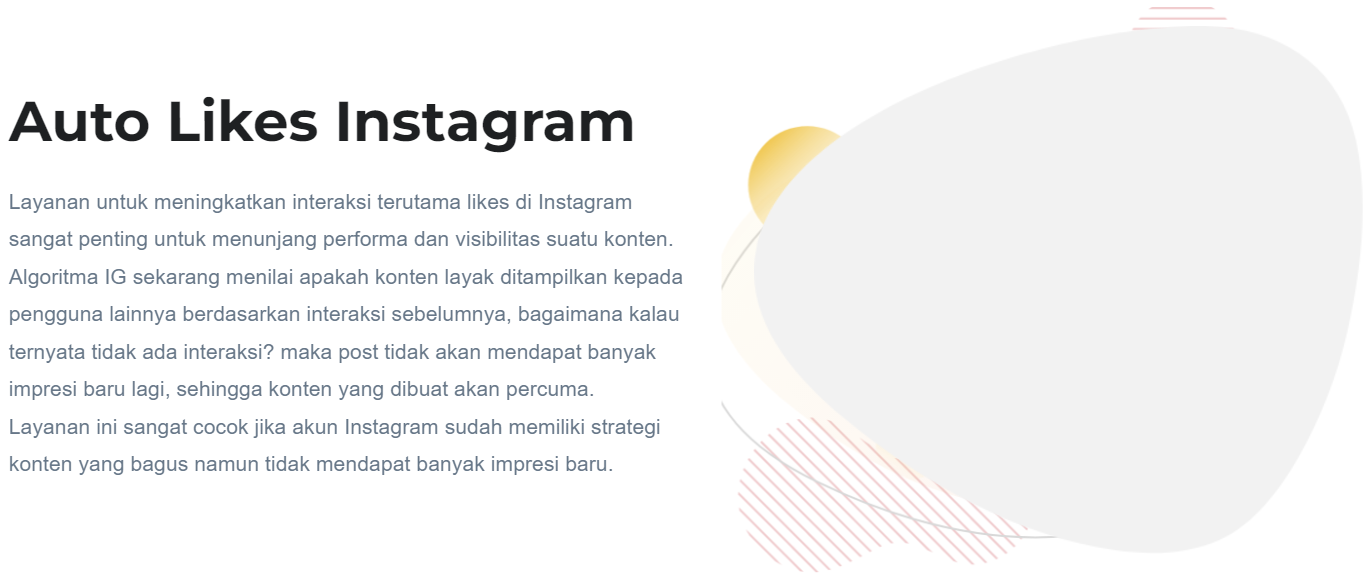 Auto Likes Instagram
Layanan untuk meningkatkan interaksi terutama likes di Instagram
sangat penting untuk menunjang performa dan visibilitas suatu konten.
Algoritma IG sekarang menilai apakah konten layak ditampilkan kepada
pengguna lainnya berdasarkan interaksi sebelumnya, bagaimana kalau
ternyata tidak ada interaksi? maka post tidak akan mendapat banyak
impresi baru lagi, sehingga konten yang dibuat akan percuma.
Layanan ini sangat cocok jika akun Instagram sudah memiliki strategi
konten yang bagus namun tidak mendapat banyak impresi baru.